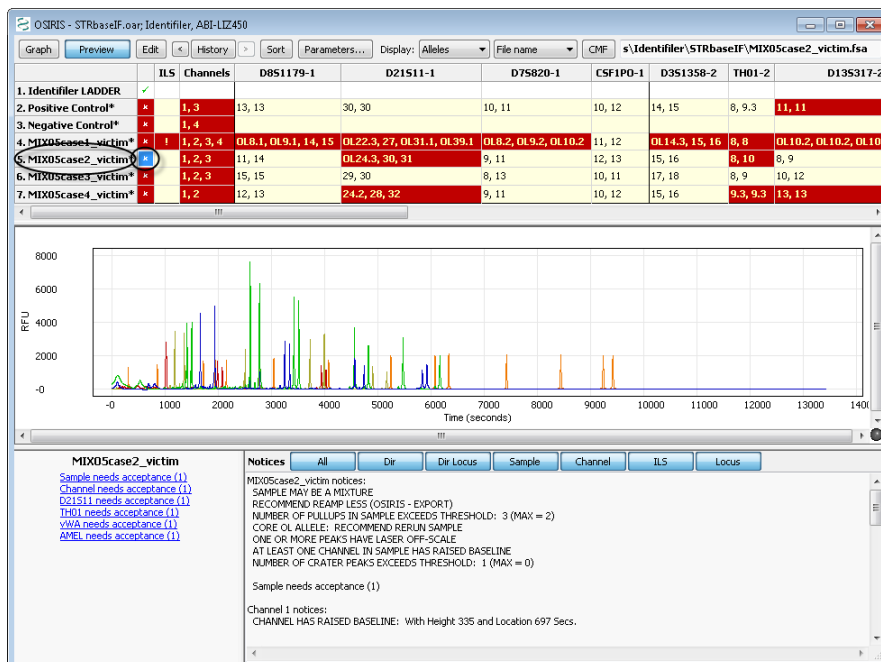 OSIRIS - STRbaseIF.oar; Identifiler, ABI-LIZ450
Graph Preview Edit < History > Sort Parameters... Display: Alleles File name CMF s\Identifiler\STRbaseIF\MIX05case2_victim.fsa
ILS Channels D8S1179-1 D21S11-1 D7S820-1 CSF1PO-1 D3S1358-2 TH01-2 D13S317-2
1. Identifiler LADDER
2. Positive Control* 1, 3 13, 13 30, 30 10, 11 10, 12 14, 15 8, 9.3 11, 11
3. Negative Control* 1, 4
4. MIX05case1_victim* ! 1, 2, 3, 4 OL8.1, OL9.1, 14, 15 OL22.3, 27, OL31.1, OL39.1 OL8.2, OL9.2, OL10.2 11, 12 OL14.3, 15, 16 8, 8 OL10.2, OL10.2, OL10
5. MIX05case2_victim* 1, 2, 3 11, 14 OL24.3, 30, 31 9, 11 12, 13 15, 16 8, 10 8, 9
6. MIX05case3_victim* 1, 2, 3 15, 15 29, 30 8, 13 10, 11 17, 18 8, 9 10, 12
7. MIX05case4_victim* 1, 2 12, 13 24.2, 28, 32 9, 11 10, 12 15, 16 9.3, 9.3 13, 13
8000
6000
RFU
4000
2000
-0
-0 1000 2000 3000 4000 5000 6000 7000 8000 9000 10000 11000 12000 13000 1400
Time (seconds)
MIX05case2_victim
Sample needs acceptance (1)
Channel needs acceptance (1)
D21S11 needs acceptance (1)
TH01 needs acceptance (1)
vWA needs acceptance (1)
AMEL needs acceptance (1)
Notices All Dir Dir Locus Sample Channel ILS Locus
MIX05case2_victim notices:
SAMPLE MAY BE A MIXTURE
RECOMMEND REAMP LESS (OSIRIS - EXPORT)
NUMBER OF PULLUPS IN SAMPLE EXCEEDS THRESHOLD: 3 (MAX = 2)
CORE OL ALLELE: RECOMMEND RERUN SAMPLE
ONE OR MORE PEAKS HAVE LASER OFF-SCALE
AT LEAST ONE CHANNEL IN SAMPLE HAS RAISED BASELINE
NUMBER OF CRATER PEAKS EXCEEDS THRESHOLD: 1 (MAX = 0)
Sample needs acceptance (1)
Channel 1 notices:
CHANNEL HAS RAISED BASELINE: With Height 335 and Location 697 Secs.